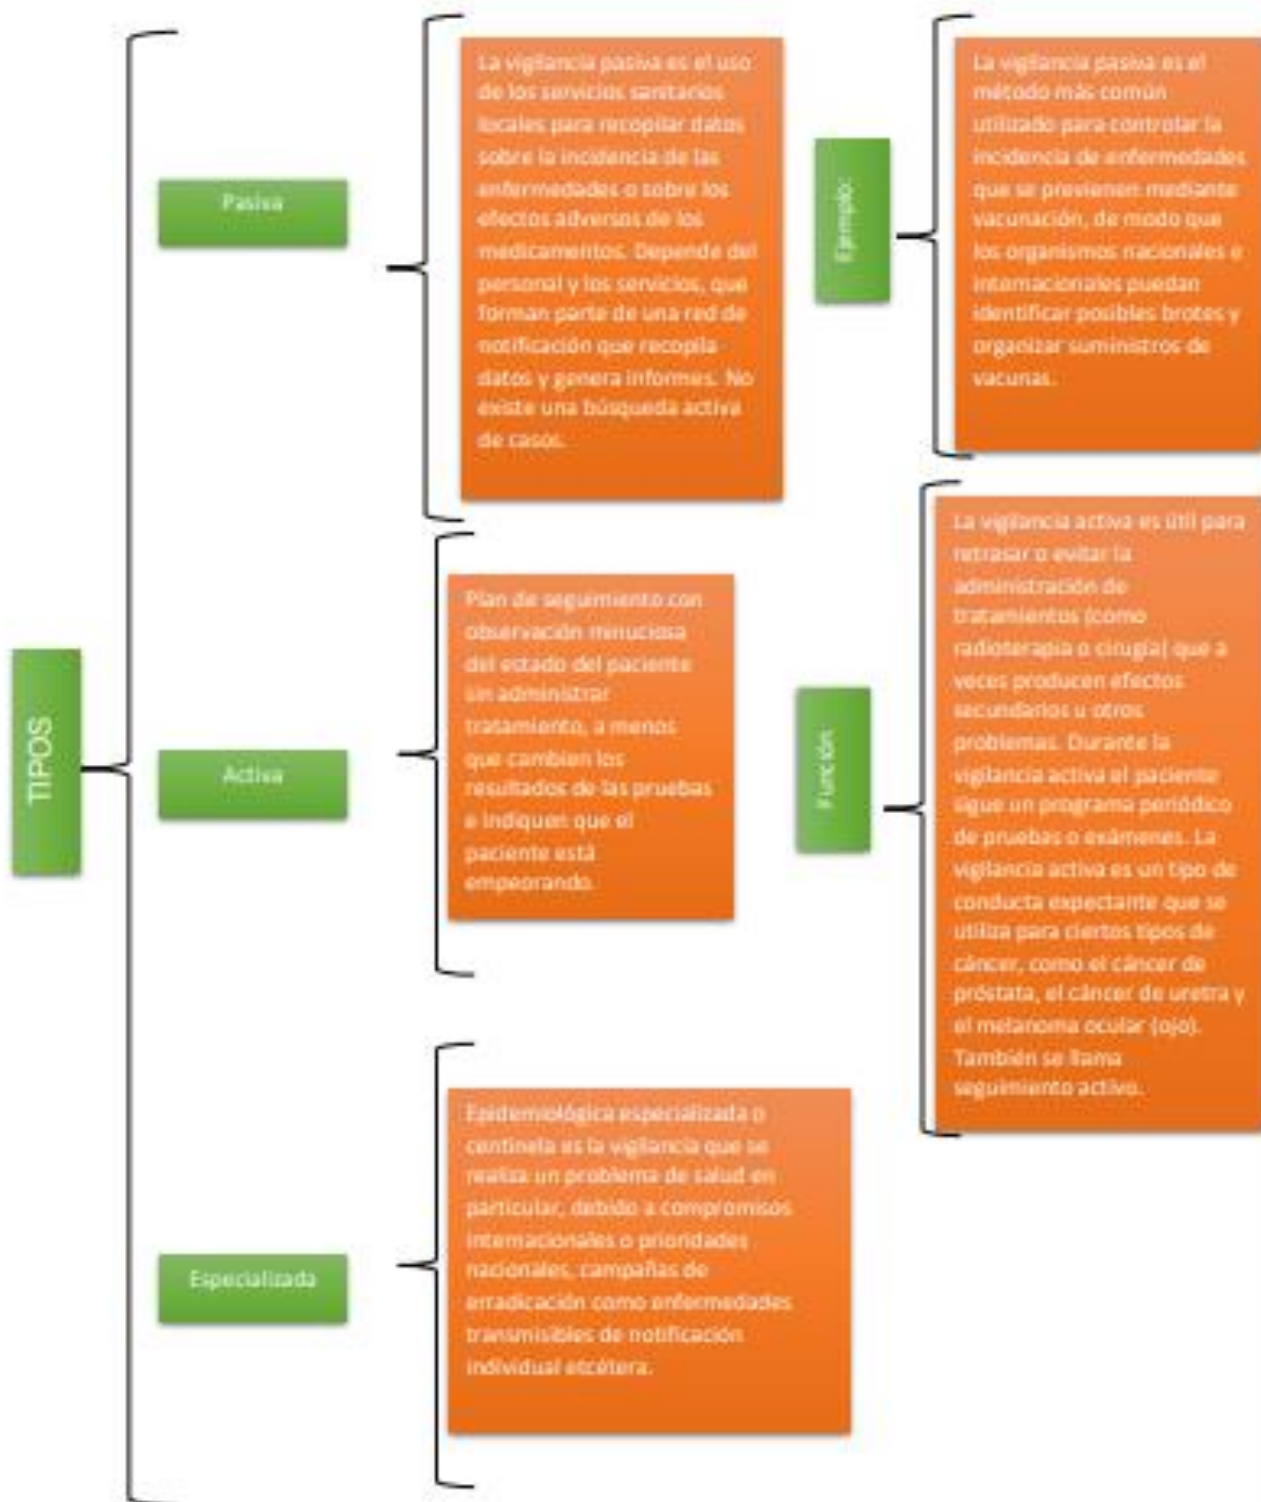 TIPOS
Pasiva
La vigilancia pasiva es el uso
de los servicios sanitarios
locales para recopilar datos
sobre la incidencia de las
enfermedades o sobre los
efectos adversos de los
medicamentos. Depende del
personal y los servicios, que
forman parte de una red de
notificación que recopila
datos y genera informes. No
existe una búsqueda activa
de casos.
Ejemplo:
La vigilancia pasiva es el
método más común
utilizado para controlar la
incidencia de enfermedades
que se previenen mediante
vacunación, de modo que
los organismos nacionales e
internacionales puedan
identificar posibles brotes y
organizar suministros de
vacunas.
Activa
Plan de seguimiento con
observación minuciosa
del estado del paciente
sin administrar
tratamiento, a menos
que cambien los
resultados de las pruebas
e indiquen que el
paciente está
empeorando.
Función
La vigilancia activa es útil para
retrasar o evitar la
administración de
tratamientos (como
radioterapia o cirugía) que a
veces producen efectos
secundarios u otros
problemas. Durante la
vigilancia activa el paciente
sigue un programa periódico
de pruebas o exámenes. La
vigilancia activa es un tipo de
conducta expectante que se
utiliza para ciertos tipos de
cáncer, como el cáncer de
próstata, el cáncer de uretra y
el melanoma ocular (ojo).
También se llama
seguimiento activo.
Especializada
Epidemiológica especializada o
centinela es la vigilancia que se
realiza un problema de salud en
particular, debido a compromisos
internacionales o prioridades
nacionales, campañas de
erradicación como enfermedades
transmisibles de notificación
individual etcétera.